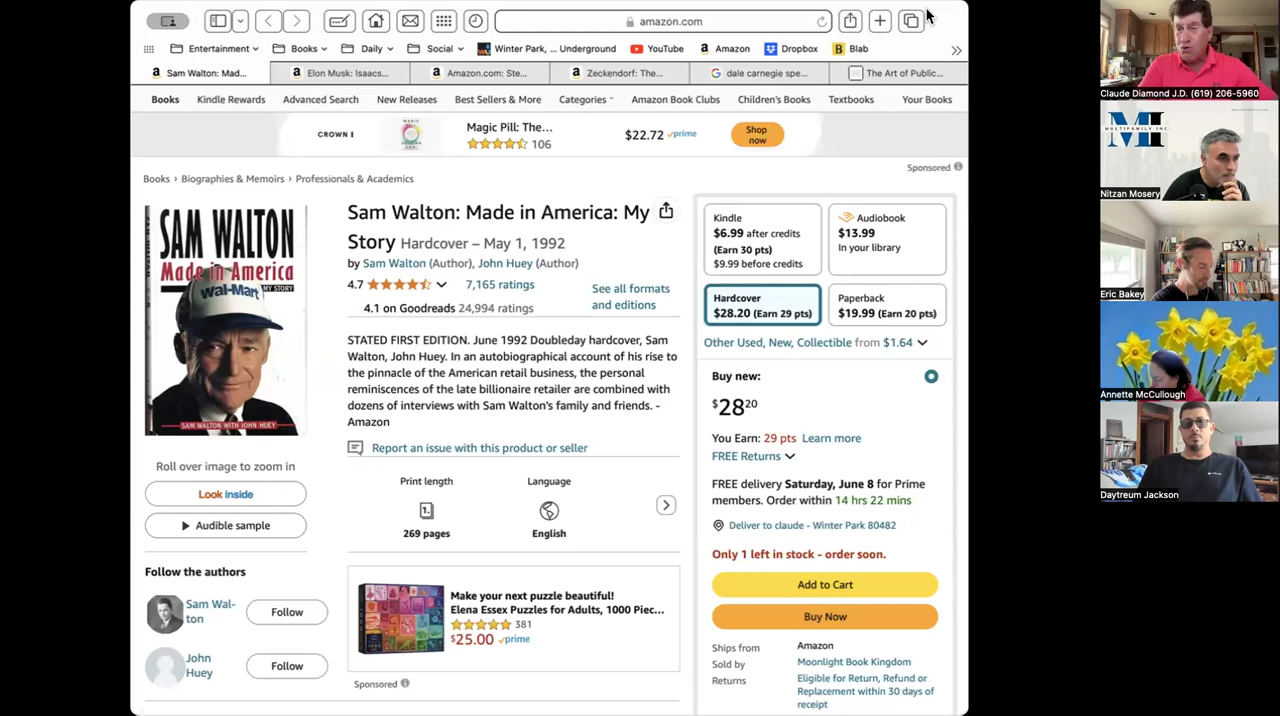 amazon.com
Entertainment
Books
Daily
Social
Winter Park, ... Underground
YouTube
Amazon
Dropbox
Blab
Sam Walton: Mad...
Elon Musk: Isaacs...
Amazon.com: Ste...
Zeckendorf: The...
dale carnegie spe...
The Art of Public...
Books
Kindle Rewards
Advanced Search
New Releases
Best Sellers & More
Categories
Amazon Book Clubs
Children's Books
Textbooks
Your Books
CROWN
Magic Pill: The...
106
$22.72 prime
Shop
now
Sponsored
Books › Biographies & Memoirs › Professionals & Academics
SAM WALTON
Made in America
MY STORY
WAL-MART
SAM WALTON WITH JOHN HUEY
Roll over image to zoom in
Look inside
Audible sample
Follow the authors
Sam Wal-
ton
Follow
John
Huey
Follow
Sam Walton: Made in America: My
Story Hardcover – May 1, 1992
by Sam Walton (Author), John Huey (Author)
4.7
7,165 ratings
4.1 on Goodreads 24,994 ratings
See all formats
and editions
STATED FIRST EDITION. June 1992 Doubleday hardcover, Sam
Walton, John Huey. In an autobiographical account of his rise to
the pinnacle of the American retail business, the personal
reminiscences of the late billionaire retailer are combined with
dozens of interviews with Sam Walton's family and friends. -
Amazon
Report an issue with this product or seller
Print length
269 pages
Language
English
Make your next puzzle beautiful!
Elena Essex Puzzles for Adults, 1000 Piec...
381
$25.00 prime
Sponsored
Kindle
$6.99 after credits
(Earn 30 pts)
$9.99 before credits
Audiobook
$13.99
In your library
Hardcover
$28.20 (Earn 29 pts)
Paperback
$19.99 (Earn 20 pts)
Other Used, New, Collectible from $1.64
Buy new:
$28.20
You Earn: 29 pts Learn more
FREE Returns
FREE delivery Saturday, June 8 for Prime
members. Order within 14 hrs 22 mins
Deliver to claude - Winter Park 80482
Only 1 left in stock - order soon.
Add to Cart
Buy Now
Ships from
Amazon
Sold by
Moonlight Book Kingdom
Returns
Eligible for Return, Refund or
Replacement within 30 days of
receipt
Claude Diamond J.D. (619) 206-5960
MULTIFAMILY INC.
MI
Nitzan Mosery
Eric Bakey
Annette McCullough
Daytreum Jackson